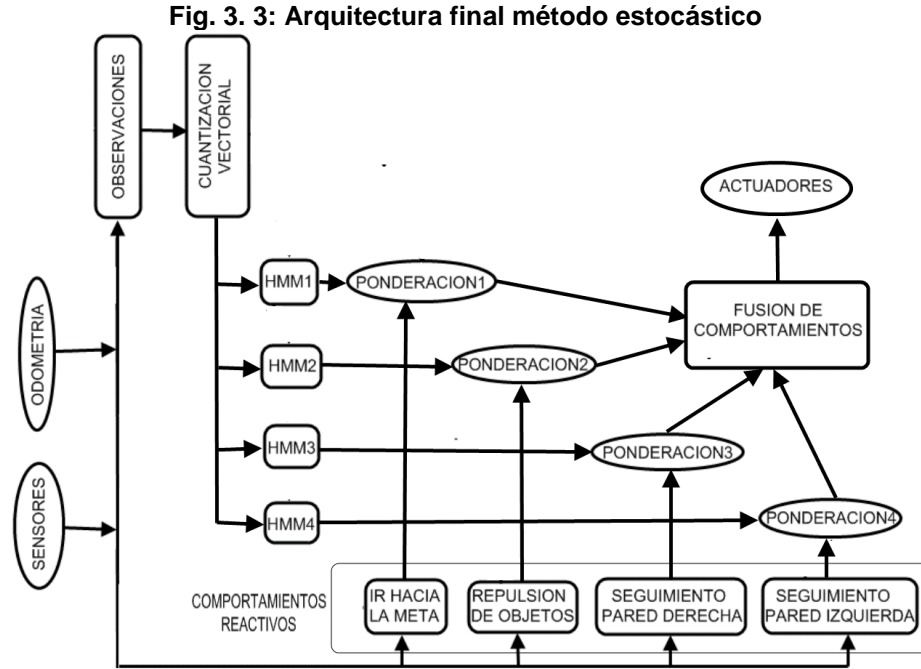 Fig. 3. 3: Arquitectura final método estocástico
OBSERVACIONES
CUANTIZACION
VECTORIAL
ACTUADORES
HMM1
PONDERACION1
FUSION DE
COMPORTAMIENTOS
ODOMETRIA
HMM2
PONDERACION2
HMM3
PONDERACION3
SENSORES
HMM4
PONDERACION4
COMPORTAMIENTOS
REACTIVOS
IR HACIA
LA META
REPULSION
DE OBJETOS
SEGUIMIENTO
PARED DERECHA
SEGUIMIENTO
PARED IZQUIERDA